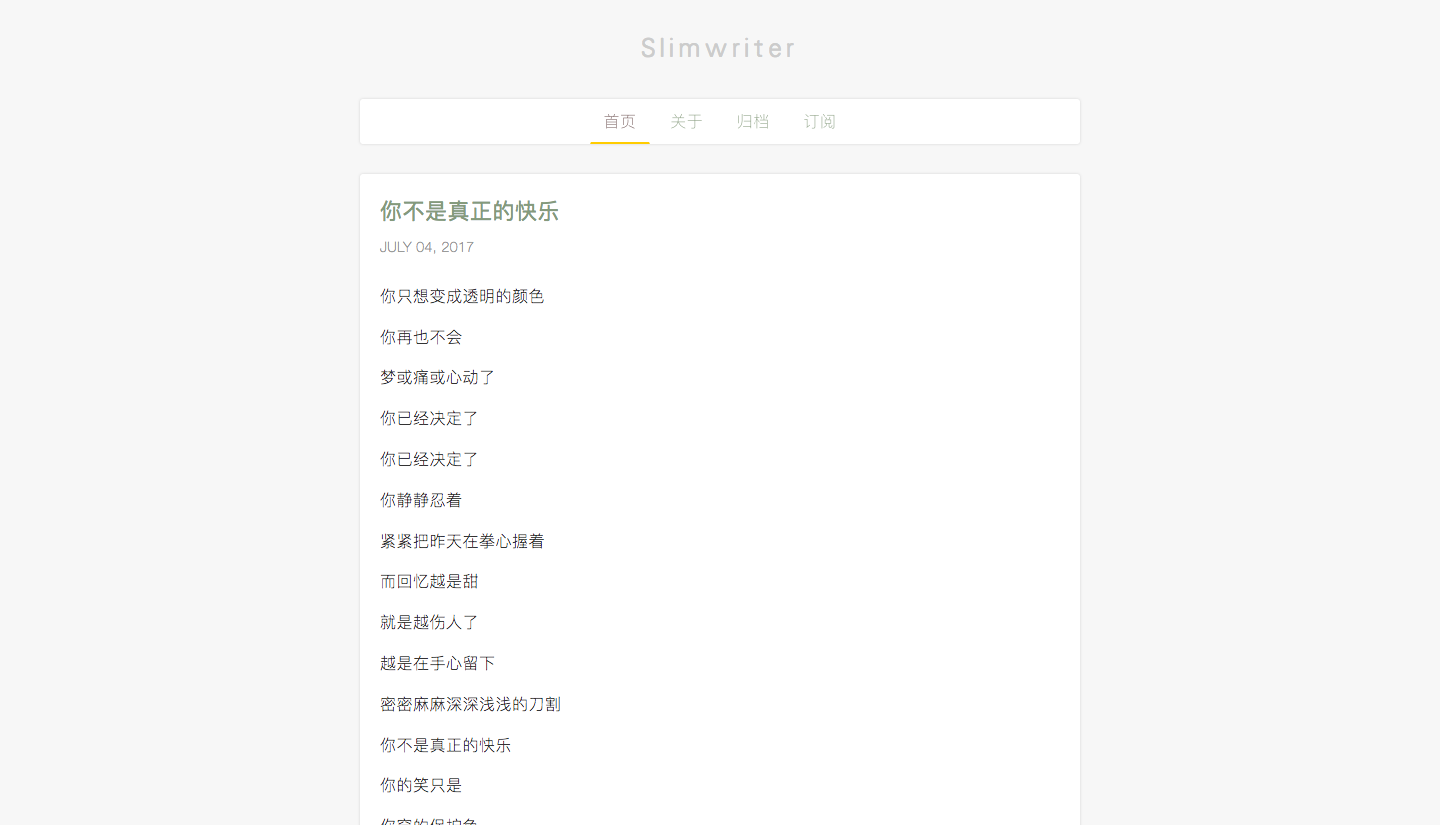 Slimwriter
首页 关于 归档 订阅
你不是真正的快乐
JULY 04, 2017
你只想变成透明的颜色
你再也不会
梦或痛或心动了
你已经决定了
你已经决定了
你静静忍着
紧紧把昨天在拳心握着
而回忆越是甜
就是越伤人了
越是在手心留下
密密麻麻深深浅浅的刀割
你不是真正的快乐
你的笑只是